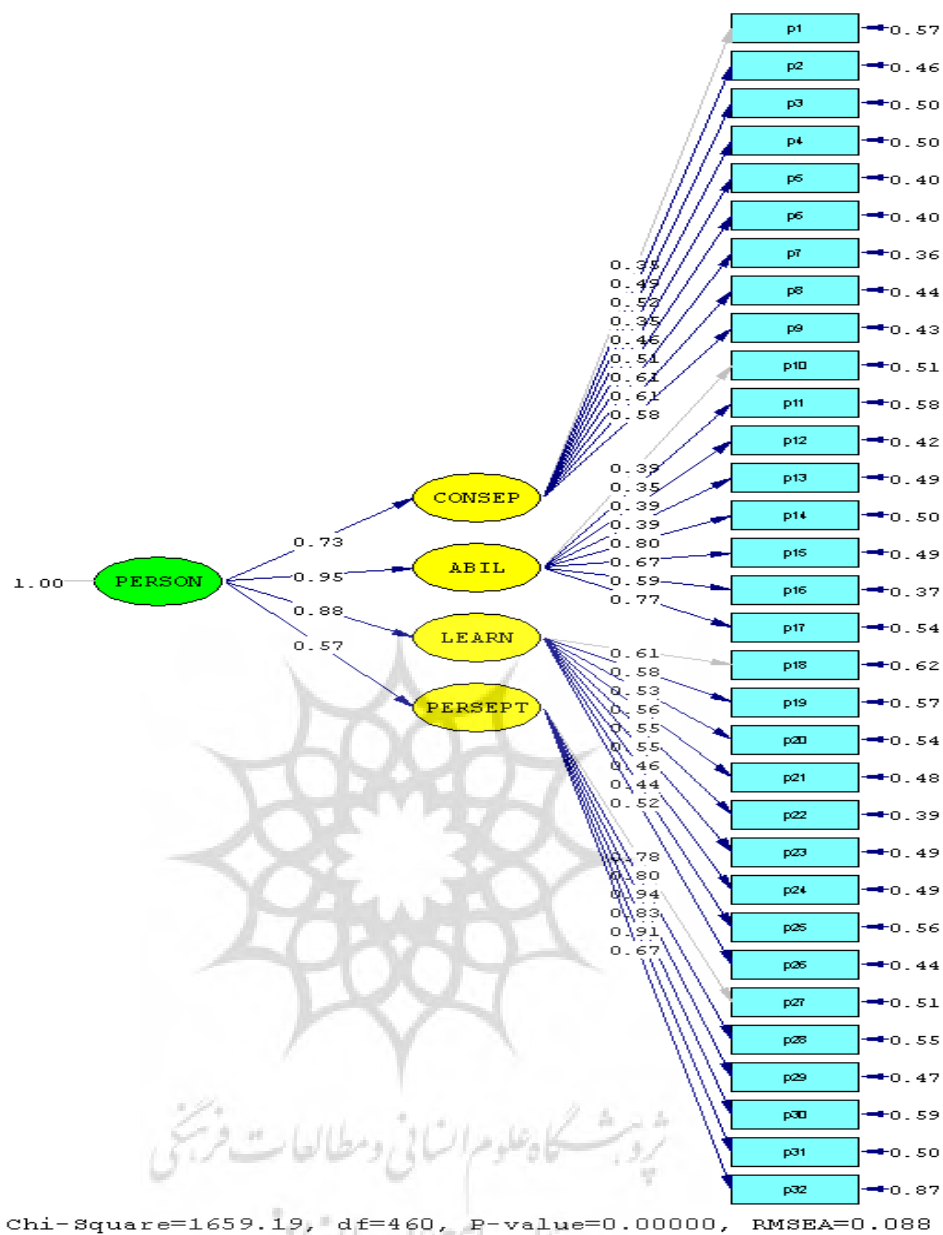 p1 0.57
p2 0.46
p3 0.50
p4 0.50
p5 0.40
p6 0.40
p7 0.36
p8 0.44
p9 0.43
p10 0.51
p11 0.58
p12 0.42
p13 0.49
p14 0.50
p15 0.49
p16 0.37
p17 0.54
p18 0.62
p19 0.57
p20 0.54
p21 0.48
p22 0.39
p23 0.49
p24 0.49
p25 0.56
p26 0.44
p27 0.51
p28 0.55
p29 0.47
p30 0.59
p31 0.50
p32 0.87
0.35
0.49
0.52
0.35
0.46
0.51
0.61
0.61
0.58
0.39
0.35
0.39
0.39
0.80
0.67
0.59
0.77
0.61
0.58
0.53
0.56
0.55
0.55
0.46
0.44
0.52
0.78
0.80
0.94
0.83
0.91
0.67
CONSEP
ABIL
LEARN
PERSEPT
0.73
0.95
0.88
0.57
1.00 PERSON
پژوهشگاه علوم انسانی و مطالعات فرهنگی
Chi-Square=1659.19, df=460, P-value=0.00000, RMSEA=0.088